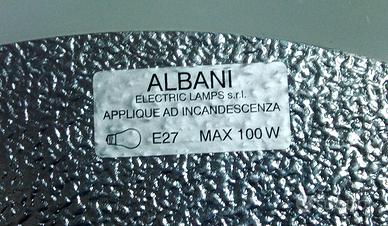 ALBANI
ELECTRIC LAMPS s.r.l.
APPLIQUE AD INCANDESCENZA
E27 MAX 100 W